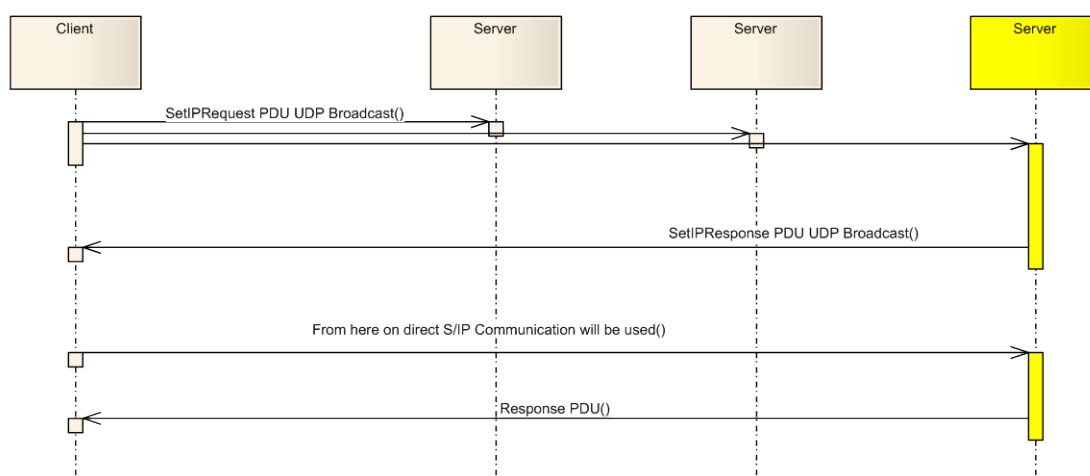 Client
Server
Server
Server
SetIPRequest PDU UDP Broadcast()
SetIPResponse PDU UDP Broadcast()
From here on direct S/IP Communication will be used()
Response PDU()